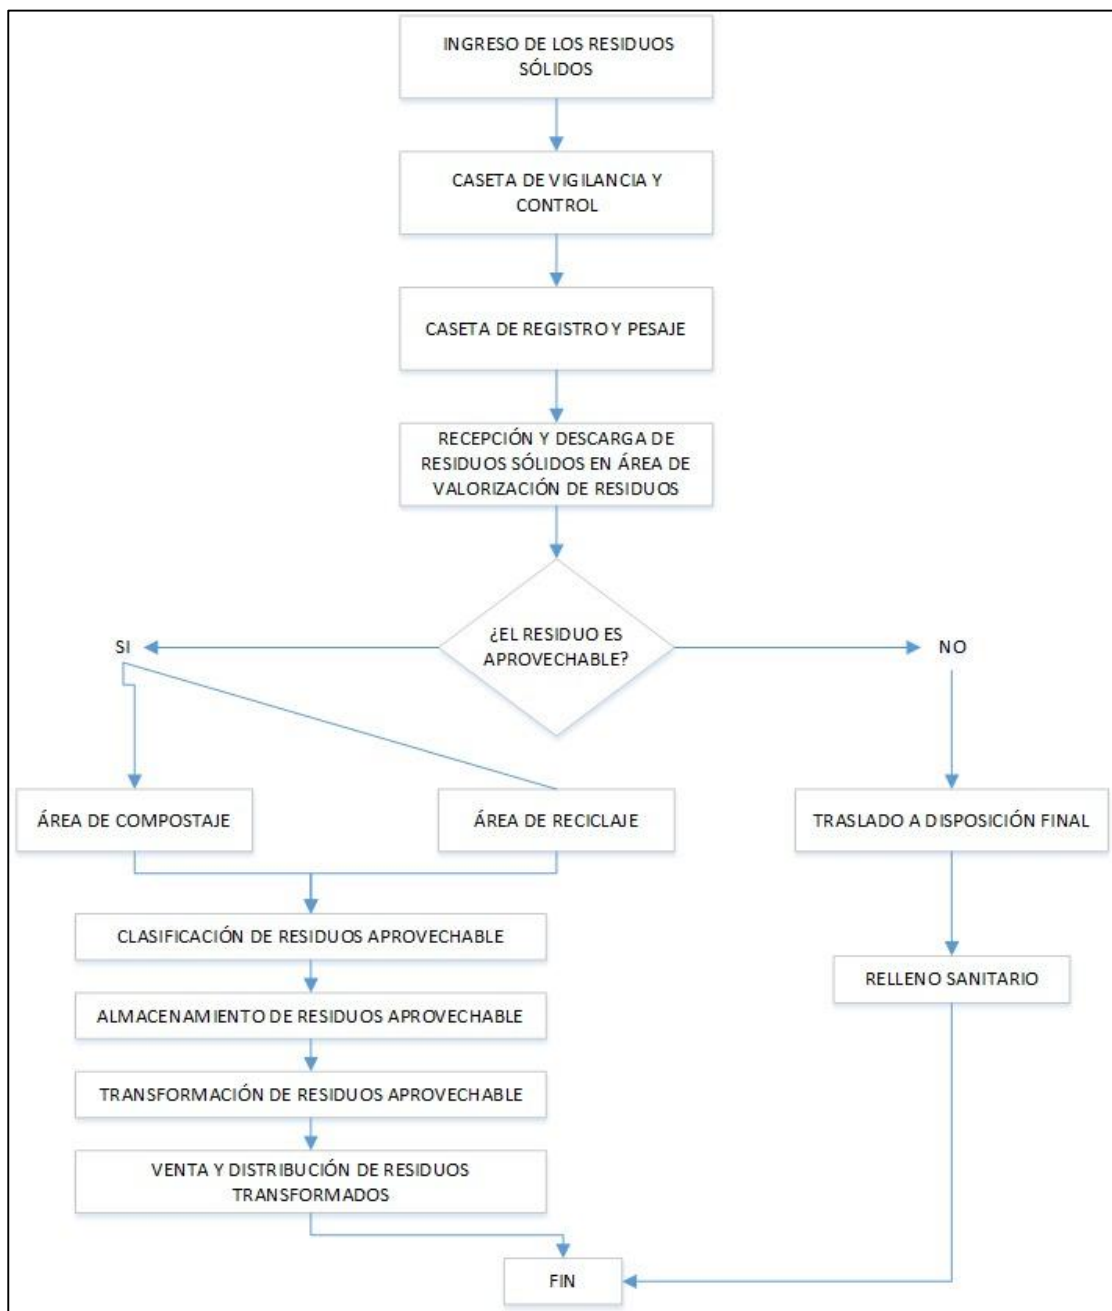 INGRESO DE LOS RESIDUOS
SÓLIDOS
CASETA DE VIGILANCIA Y
CONTROL
CASETA DE REGISTRO Y PESAJE
RECEPCIÓN Y DESCARGA DE
RESIDUOS SÓLIDOS EN ÁREA DE
VALORIZACIÓN DE RESIDUOS
¿EL RESIDUO ES
APROVECHABLE?
SI
NO
ÁREA DE COMPOSTAJE
ÁREA DE RECICLAJE
TRASLADO A DISPOSICIÓN FINAL
CLASIFICACIÓN DE RESIDUOS APROVECHABLE
RELLENO SANITARIO
ALMACENAMIENTO DE RESIDUOS APROVECHABLE
TRANSFORMACIÓN DE RESIDUOS APROVECHABLE
VENTA Y DISTRIBUCIÓN DE RESIDUOS
TRANSFORMADOS
FIN